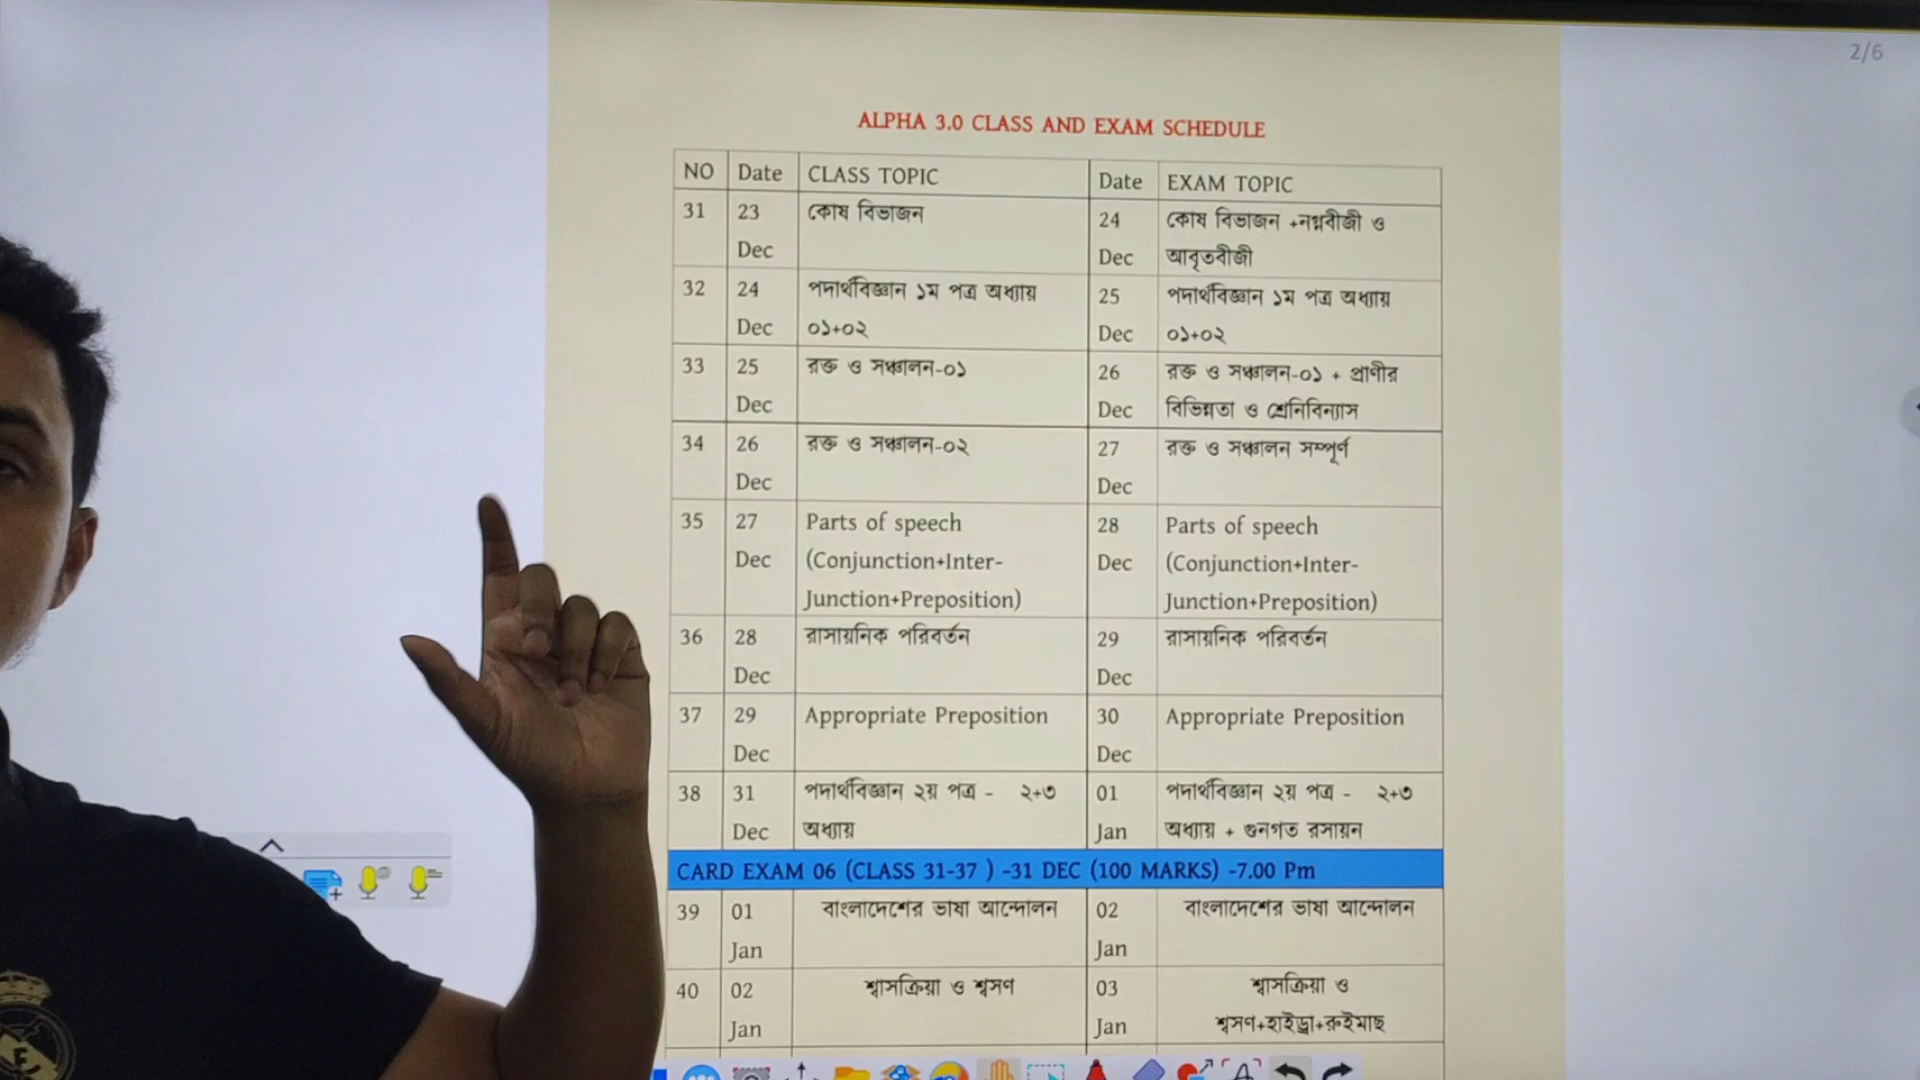 2/6
ALPHA 3.0 CLASS AND EXAM SCHEDULE
NO Date CLASS TOPIC Date EXAM TOPIC
31 23 কোষ বিভাজন 24 কোষ বিভাজন +নগ্নবীজী ও
Dec Dec আবৃতবীজী
32 24 পদার্থবিজ্ঞান ১ম পত্র অধ্যায় 25 পদার্থবিজ্ঞান ১ম পত্র অধ্যায়
Dec ০১+০২ Dec ০১+০২
33 25 রক্ত ও সঞ্চালন-০১ 26 রক্ত ও সঞ্চালন-০১ + প্রাণীর
Dec Dec বিভিন্নতা ও শ্রেনিবিন্যাস
34 26 রক্ত ও সঞ্চালন-০২ 27 রক্ত ও সঞ্চালন সম্পূর্ণ
Dec Dec
35 27 Parts of speech 28 Parts of speech
Dec (Conjunction+Inter- Dec (Conjunction+Inter-
Junction+Preposition) Junction+Preposition)
36 28 রাসায়নিক পরিবর্তন 29 রাসায়নিক পরিবর্তন
Dec Dec
37 29 Appropriate Preposition 30 Appropriate Preposition
Dec Dec
38 31 পদার্থবিজ্ঞান ২য় পত্র - ২+৩ 01 পদার্থবিজ্ঞান ২য় পত্র - ২+৩
Dec অধ্যায় Jan অধ্যায় + গুনগত রসায়ন
CARD EXAM 06 (CLASS 31-37 ) -31 DEC (100 MARKS) -7.00 Pm
39 01 বাংলাদেশের ভাষা আন্দোলন 02 বাংলাদেশের ভাষা আন্দোলন
Jan Jan
40 02 শ্বাসক্রিয়া ও শ্বসণ 03 শ্বাসক্রিয়া ও
Jan Jan শ্বসণ+হাইড্রা+রুইমাছ